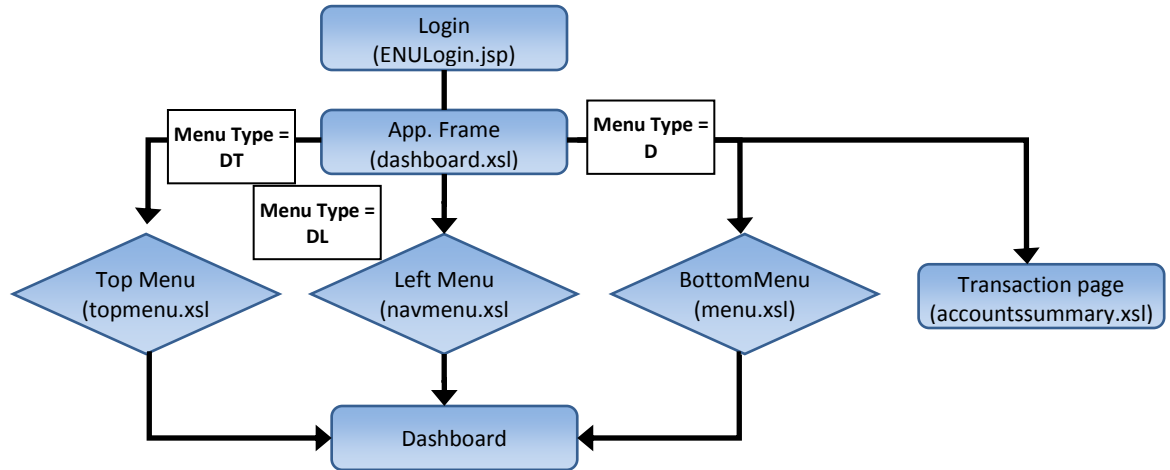 Login
(ENULogin.jsp)
Menu Type =
DT
App. Frame
(dashboard.xsl)
Menu Type =
D
Menu Type =
DL
Top Menu
(topmenu.xsl
Left Menu
(navmenu.xsl
BottomMenu
(menu.xsl)
Transaction page
(accountssummary.xsl)
Dashboard